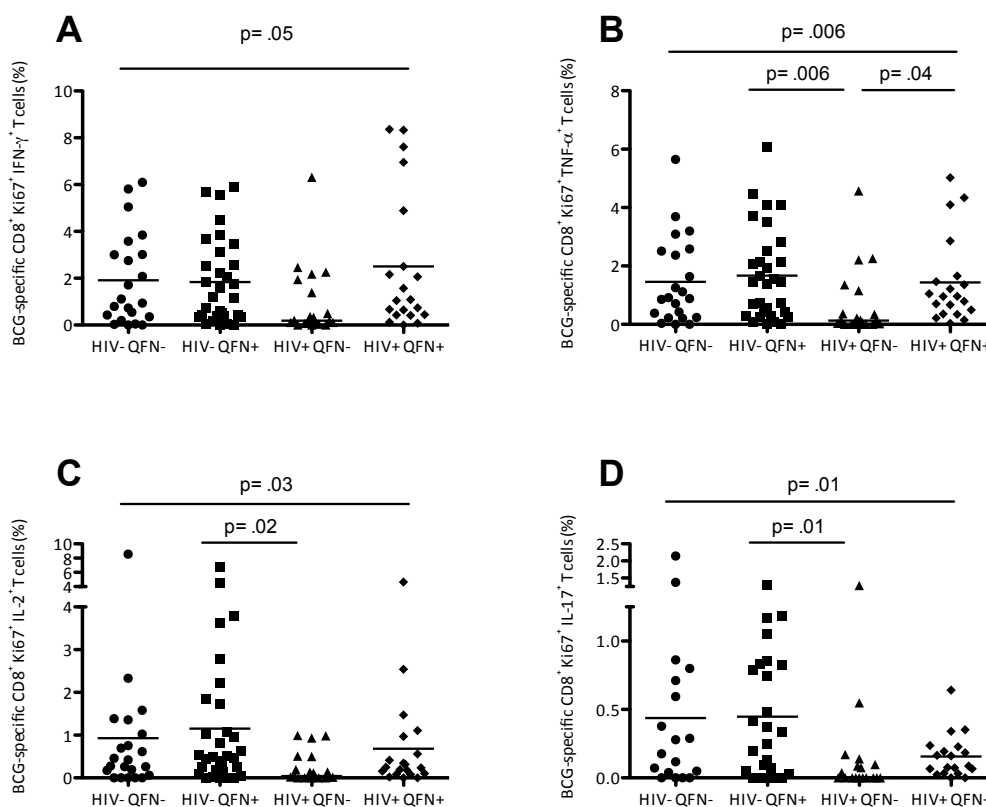 A
p= .05
BCG-specific CD8+ Ki67+ IFN-γ+ T cells (%)
10
8
6
4
2
0
HIV- QFN-
HIV- QFN+
HIV+ QFN-
HIV+ QFN+
B
p= .006
p= .006
p= .04
BCG-specific CD8+ Ki67+ TNF-α+ T cells (%)
8
6
4
2
0
HIV- QFN-
HIV- QFN+
HIV+ QFN-
HIV+ QFN+
C
p= .03
p= .02
BCG-specific CD8+ Ki67+ IL-2+ T cells (%)
10
8
6
4
4
3
2
1
0
HIV- QFN-
HIV- QFN+
HIV+ QFN-
HIV+ QFN+
D
p= .01
p= .01
BCG-specific CD8+ Ki67+ IL-17+ T cells (%)
2.5
2.0
1.5
1.0
0.5
0.0
HIV- QFN-
HIV- QFN+
HIV+ QFN-
HIV+ QFN+